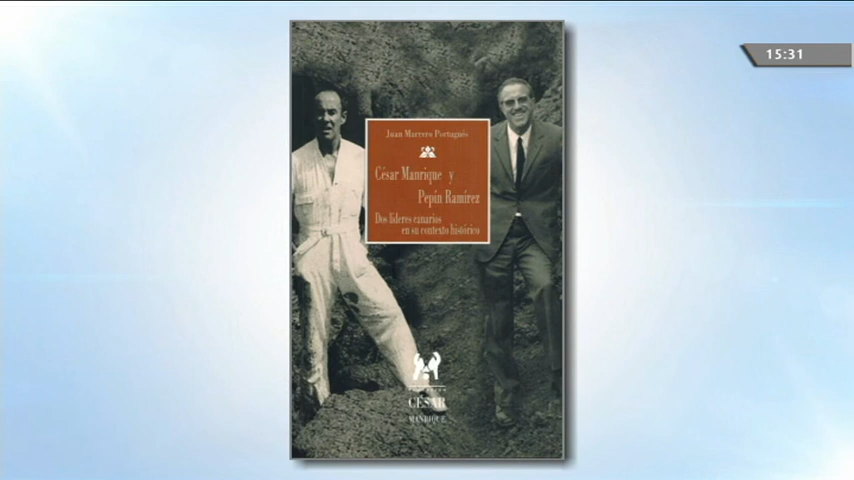 15:31
Juan Marrero Portugués
César Manrique y
Pepín Ramírez
Dos líderes canarios
en su contexto histórico
CÉSAR
MANRIQUE